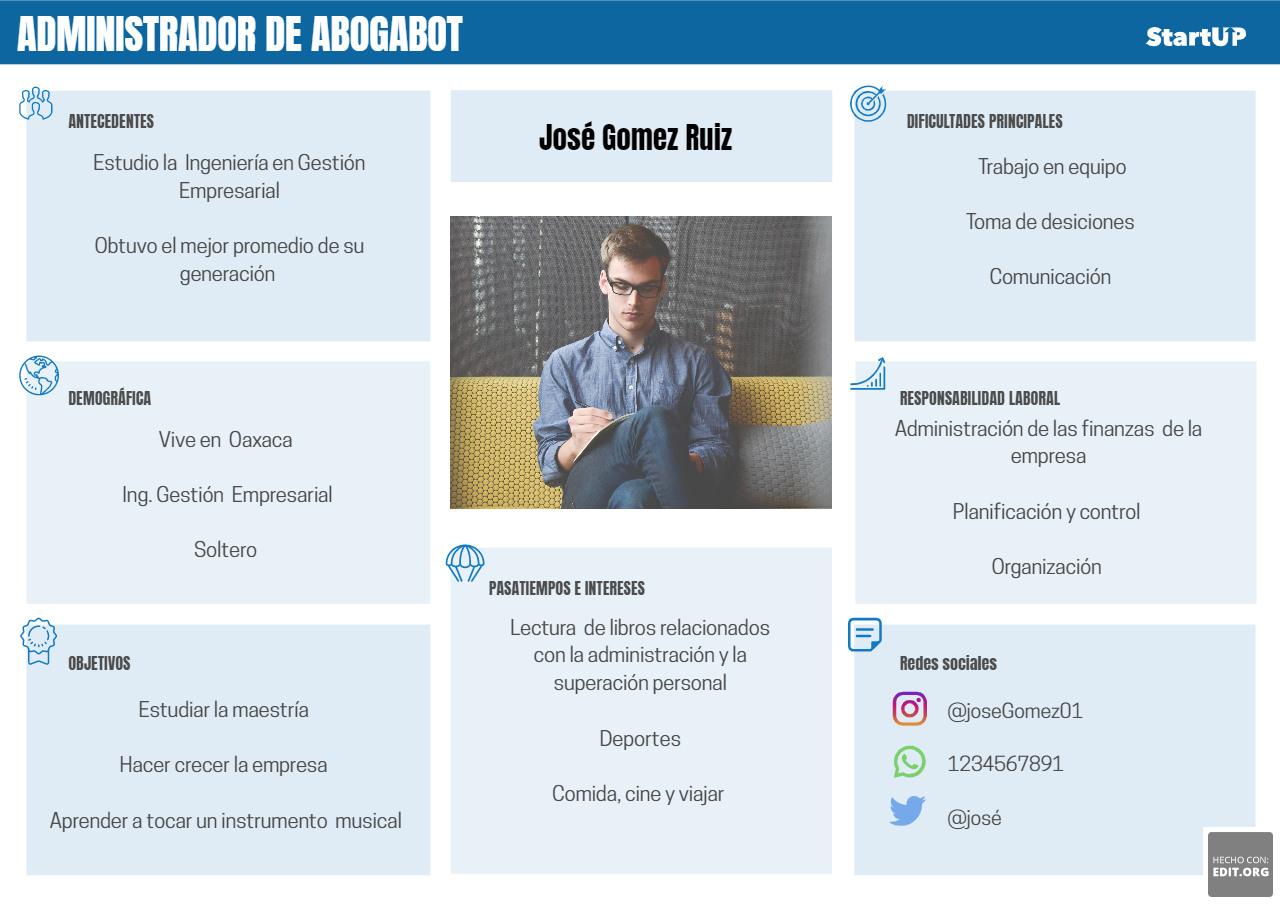 ADMINISTRADOR DE ABOGABOT
StartUP
ANTECEDENTES
Estudio la Ingeniería en Gestión
Empresarial
Obtuvo el mejor promedio de su
generación
DEMOGRÁFICA
Vive en Oaxaca
Ing. Gestión Empresarial
Soltero
OBJETIVOS
Estudiar la maestría
Hacer crecer la empresa
Aprender a tocar un instrumento musical
José Gomez Ruiz
PASATIEMPOS E INTERESES
Lectura de libros relacionados
con la administración y la
superación personal
Deportes
Comida, cine y viajar
DIFICULTADES PRINCIPALES
Trabajo en equipo
Toma de desiciones
Comunicación
RESPONSABILIDAD LABORAL
Administración de las finanzas de la
empresa
Planificación y control
Organización
Redes sociales
@joseGomez01
1234567891
@josé
HECHO CON:
EDIT.ORG